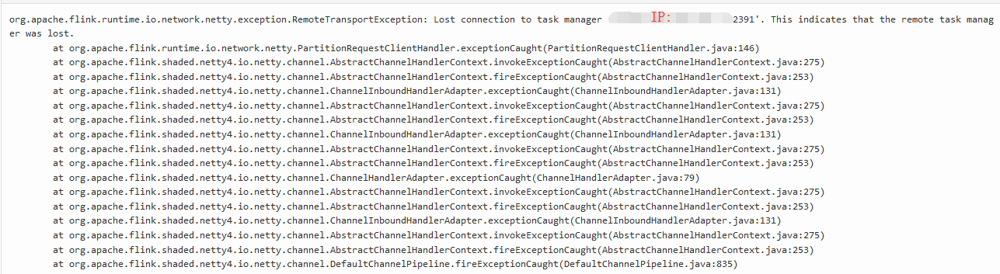 org.apache.flink.runtime.io.network.netty.exception.RemoteTransportException: Lost connection to task manager IP: 2391'. This indicates that the remote task manag
er was lost.
at org.apache.flink.runtime.io.network.netty.PartitionRequestClientHandler.exceptionCaught(PartitionRequestClientHandler.java:146)
at org.apache.flink.shaded.netty4.io.netty.channel.AbstractChannelHandlerContext.invokeExceptionCaught(AbstractChannelHandlerContext.java:275)
at org.apache.flink.shaded.netty4.io.netty.channel.AbstractChannelHandlerContext.fireExceptionCaught(AbstractChannelHandlerContext.java:253)
at org.apache.flink.shaded.netty4.io.netty.channel.ChannelInboundHandlerAdapter.exceptionCaught(ChannelInboundHandlerAdapter.java:131)
at org.apache.flink.shaded.netty4.io.netty.channel.AbstractChannelHandlerContext.invokeExceptionCaught(AbstractChannelHandlerContext.java:275)
at org.apache.flink.shaded.netty4.io.netty.channel.AbstractChannelHandlerContext.fireExceptionCaught(AbstractChannelHandlerContext.java:253)
at org.apache.flink.shaded.netty4.io.netty.channel.ChannelInboundHandlerAdapter.exceptionCaught(ChannelInboundHandlerAdapter.java:131)
at org.apache.flink.shaded.netty4.io.netty.channel.AbstractChannelHandlerContext.invokeExceptionCaught(AbstractChannelHandlerContext.java:275)
at org.apache.flink.shaded.netty4.io.netty.channel.AbstractChannelHandlerContext.fireExceptionCaught(AbstractChannelHandlerContext.java:253)
at org.apache.flink.shaded.netty4.io.netty.channel.ChannelHandlerAdapter.exceptionCaught(ChannelHandlerAdapter.java:79)
at org.apache.flink.shaded.netty4.io.netty.channel.AbstractChannelHandlerContext.invokeExceptionCaught(AbstractChannelHandlerContext.java:275)
at org.apache.flink.shaded.netty4.io.netty.channel.AbstractChannelHandlerContext.fireExceptionCaught(AbstractChannelHandlerContext.java:253)
at org.apache.flink.shaded.netty4.io.netty.channel.ChannelInboundHandlerAdapter.exceptionCaught(ChannelInboundHandlerAdapter.java:131)
at org.apache.flink.shaded.netty4.io.netty.channel.AbstractChannelHandlerContext.invokeExceptionCaught(AbstractChannelHandlerContext.java:275)
at org.apache.flink.shaded.netty4.io.netty.channel.AbstractChannelHandlerContext.fireExceptionCaught(AbstractChannelHandlerContext.java:253)
at org.apache.flink.shaded.netty4.io.netty.channel.DefaultChannelPipeline.fireExceptionCaught(DefaultChannelPipeline.java:835)